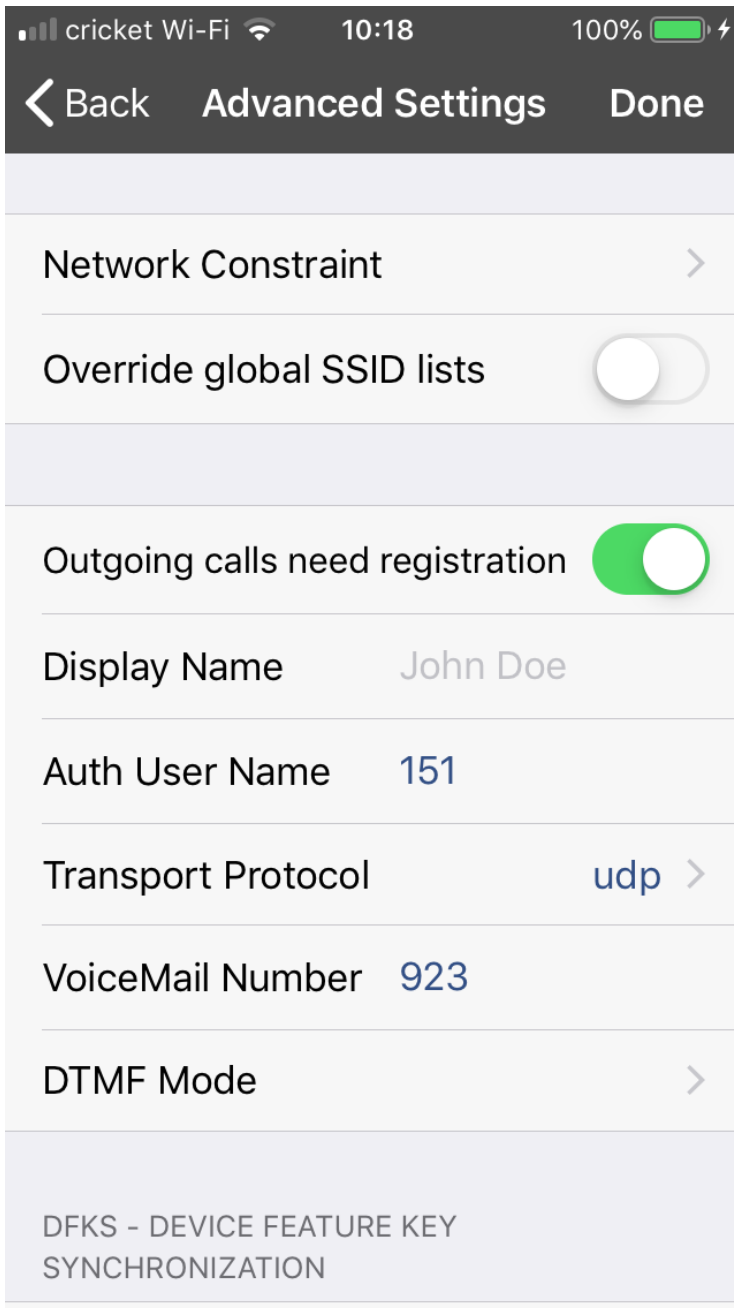 cricket Wi-Fi 10:18 100%
Back Advanced Settings Done
Network Constraint
Override global SSID lists
Outgoing calls need registration
Display Name John Doe
Auth User Name 151
Transport Protocol udp
VoiceMail Number 923
DTMF Mode
DFKS - DEVICE FEATURE KEY
SYNCHRONIZATION